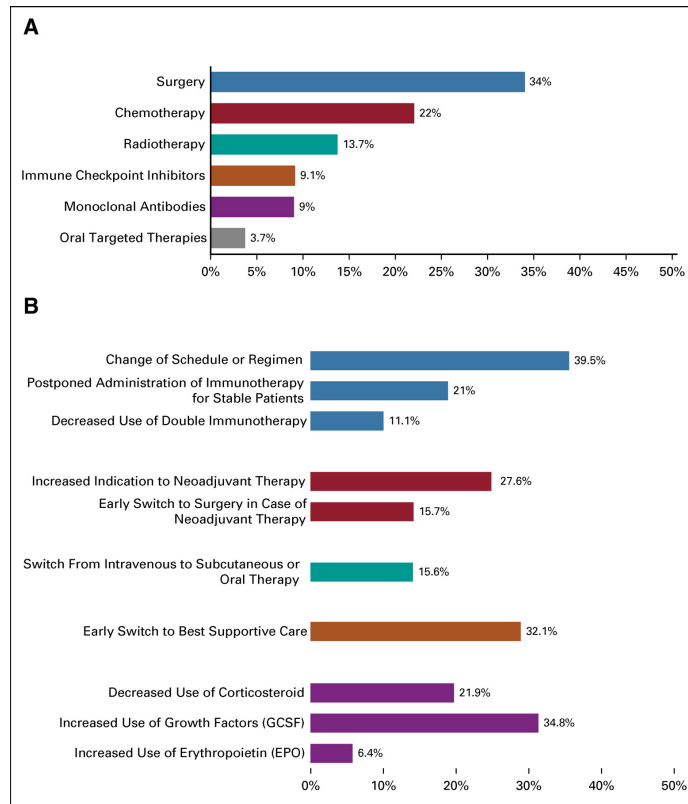 A
Surgery 34%
Chemotherapy 22%
Radiotherapy 13.7%
Immune Checkpoint Inhibitors 9.1%
Monoclonal Antibodies 9%
Oral Targeted Therapies 3.7%
0% 5% 10% 15% 20% 25% 30% 35% 40% 45% 50%
B
Change of Schedule or Regimen 39.5%
Postponed Administration of Immunotherapy
for Stable Patients 21%
Decreased Use of Double Immunotherapy 11.1%
Increased Indication to Neoadjuvant Therapy 27.6%
Early Switch to Surgery in Case of
Neoadjuvant Therapy 15.7%
Switch From Intravenous to Subcutaneous or
Oral Therapy 15.6%
Early Switch to Best Supportive Care 32.1%
Decreased Use of Corticosteroid 21.9%
Increased Use of Growth Factors (GCSF) 34.8%
Increased Use of Erythropoietin (EPO) 6.4%
0% 10% 20% 30% 40% 50%